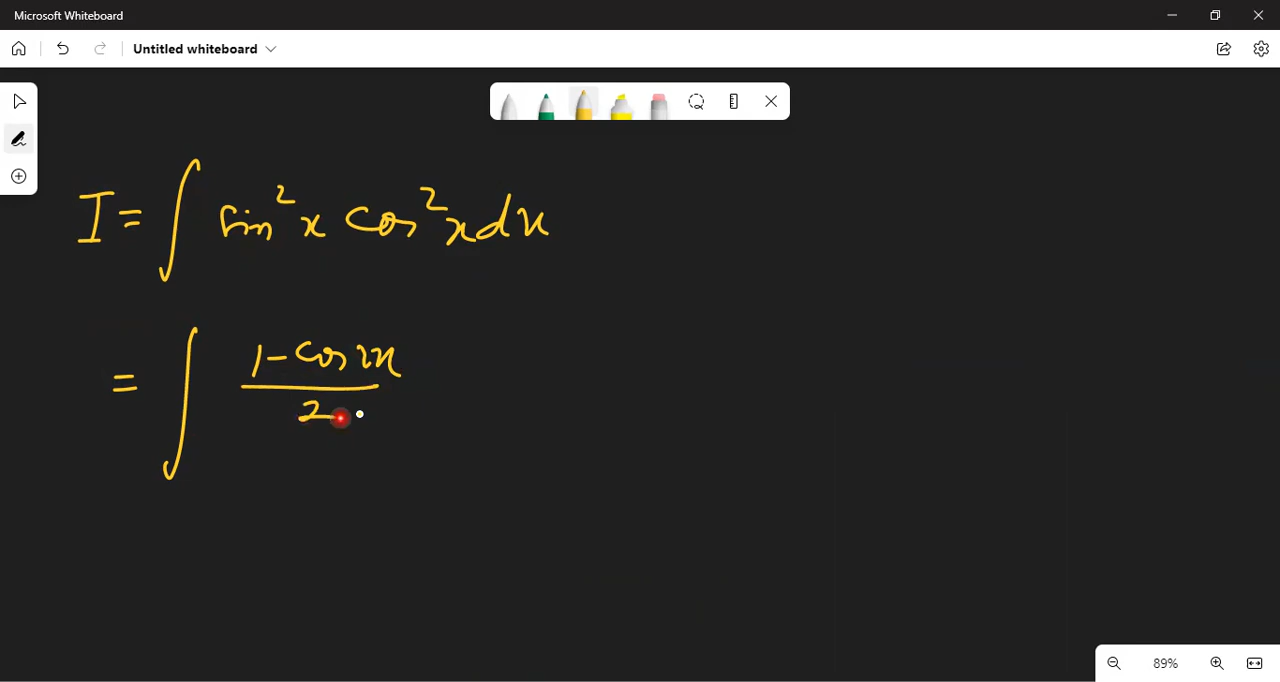 Microsoft Whiteboard
Untitled whiteboard
I = ∫ sin²x cos²x dx
= ∫ (1 - cos 2x)/2
89%